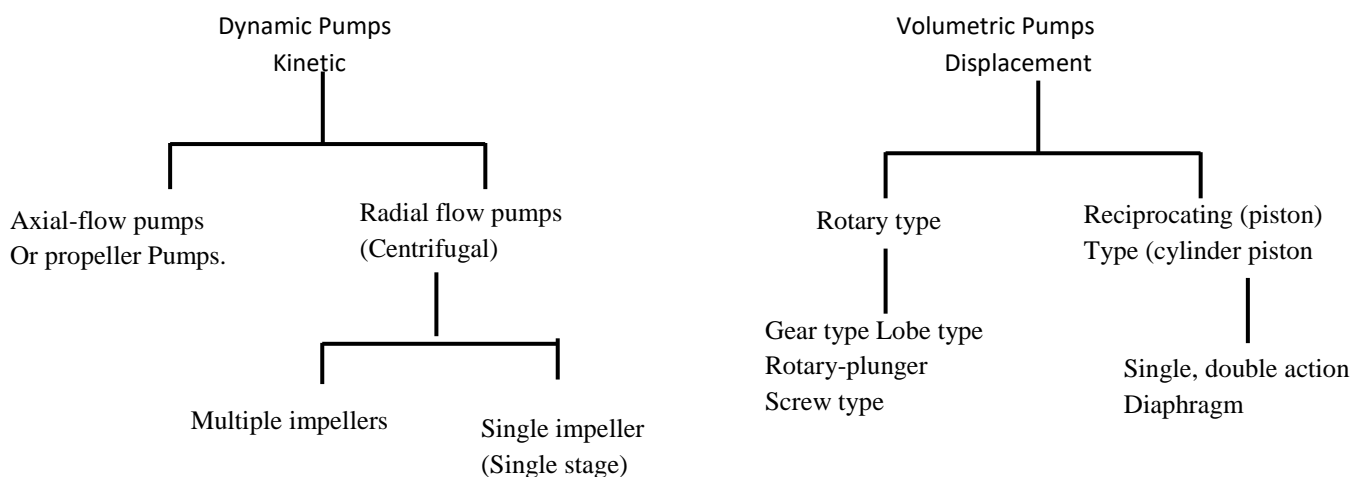 Dynamic Pumps
Kinetic
Axial-flow pumps
Or propeller Pumps.
Radial flow pumps
(Centrifugal)
Multiple impellers
Single impeller
(Single stage)
Volumetric Pumps
Displacement
Rotary type
Gear type Lobe type
Rotary-plunger
Screw type
Reciprocating (piston)
Type (cylinder piston
Single, double action
Diaphragm